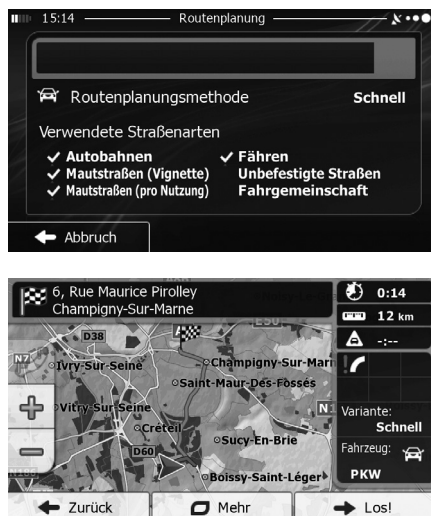 15:14 Routenplanung
Routenplanungsmethode Schnell
Verwendete Straßenarten
Autobahnen
Mautstraßen (Vignette)
Mautstraßen (pro Nutzung)
Fähren
Unbefestigte Straßen
Fahrgemeinschaft
Abbruch
6, Rue Maurice Pirolley
Champigny-Sur-Marne
0:14
12 km
-:--
D38
N7
Ivry-Sur-Seine
Champigny-Sur-Marn
Saint-Maur-Des-Fossés
Vitry-Sur-Seine
N1
Créteil
Sucy-En-Brie
D60
Boissy-Saint-Léger
Variante:
Schnell
Fahrzeug:
PKW
Zurück
Mehr
Los!